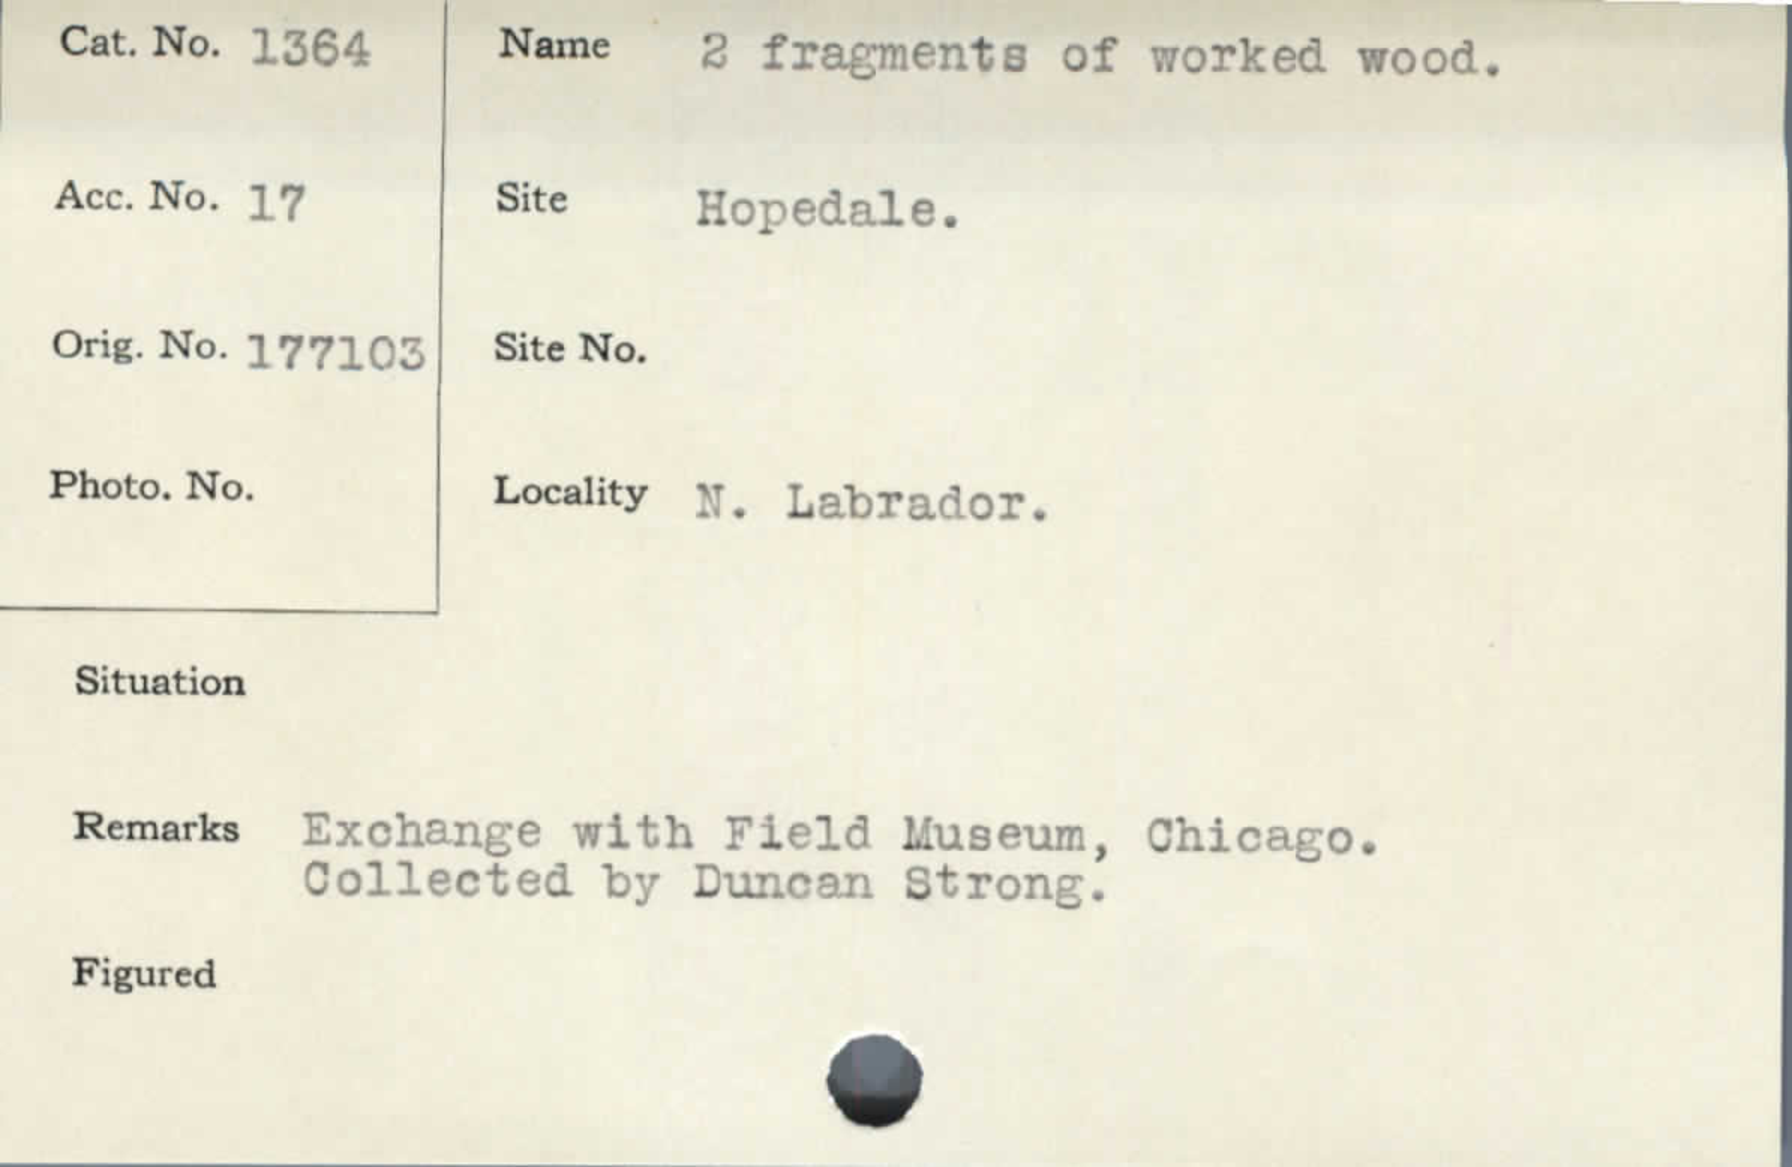 Cat. No. 1364
Name 2 fragments of worked wood.
Acc. No. 17
Site Hopedale.
Orig. No. 177103
Site No.
Photo. No.
Locality N. Labrador.
Situation
Remarks Exchange with Field Museum, Chicago.
Collected by Duncan Strong.
Figured